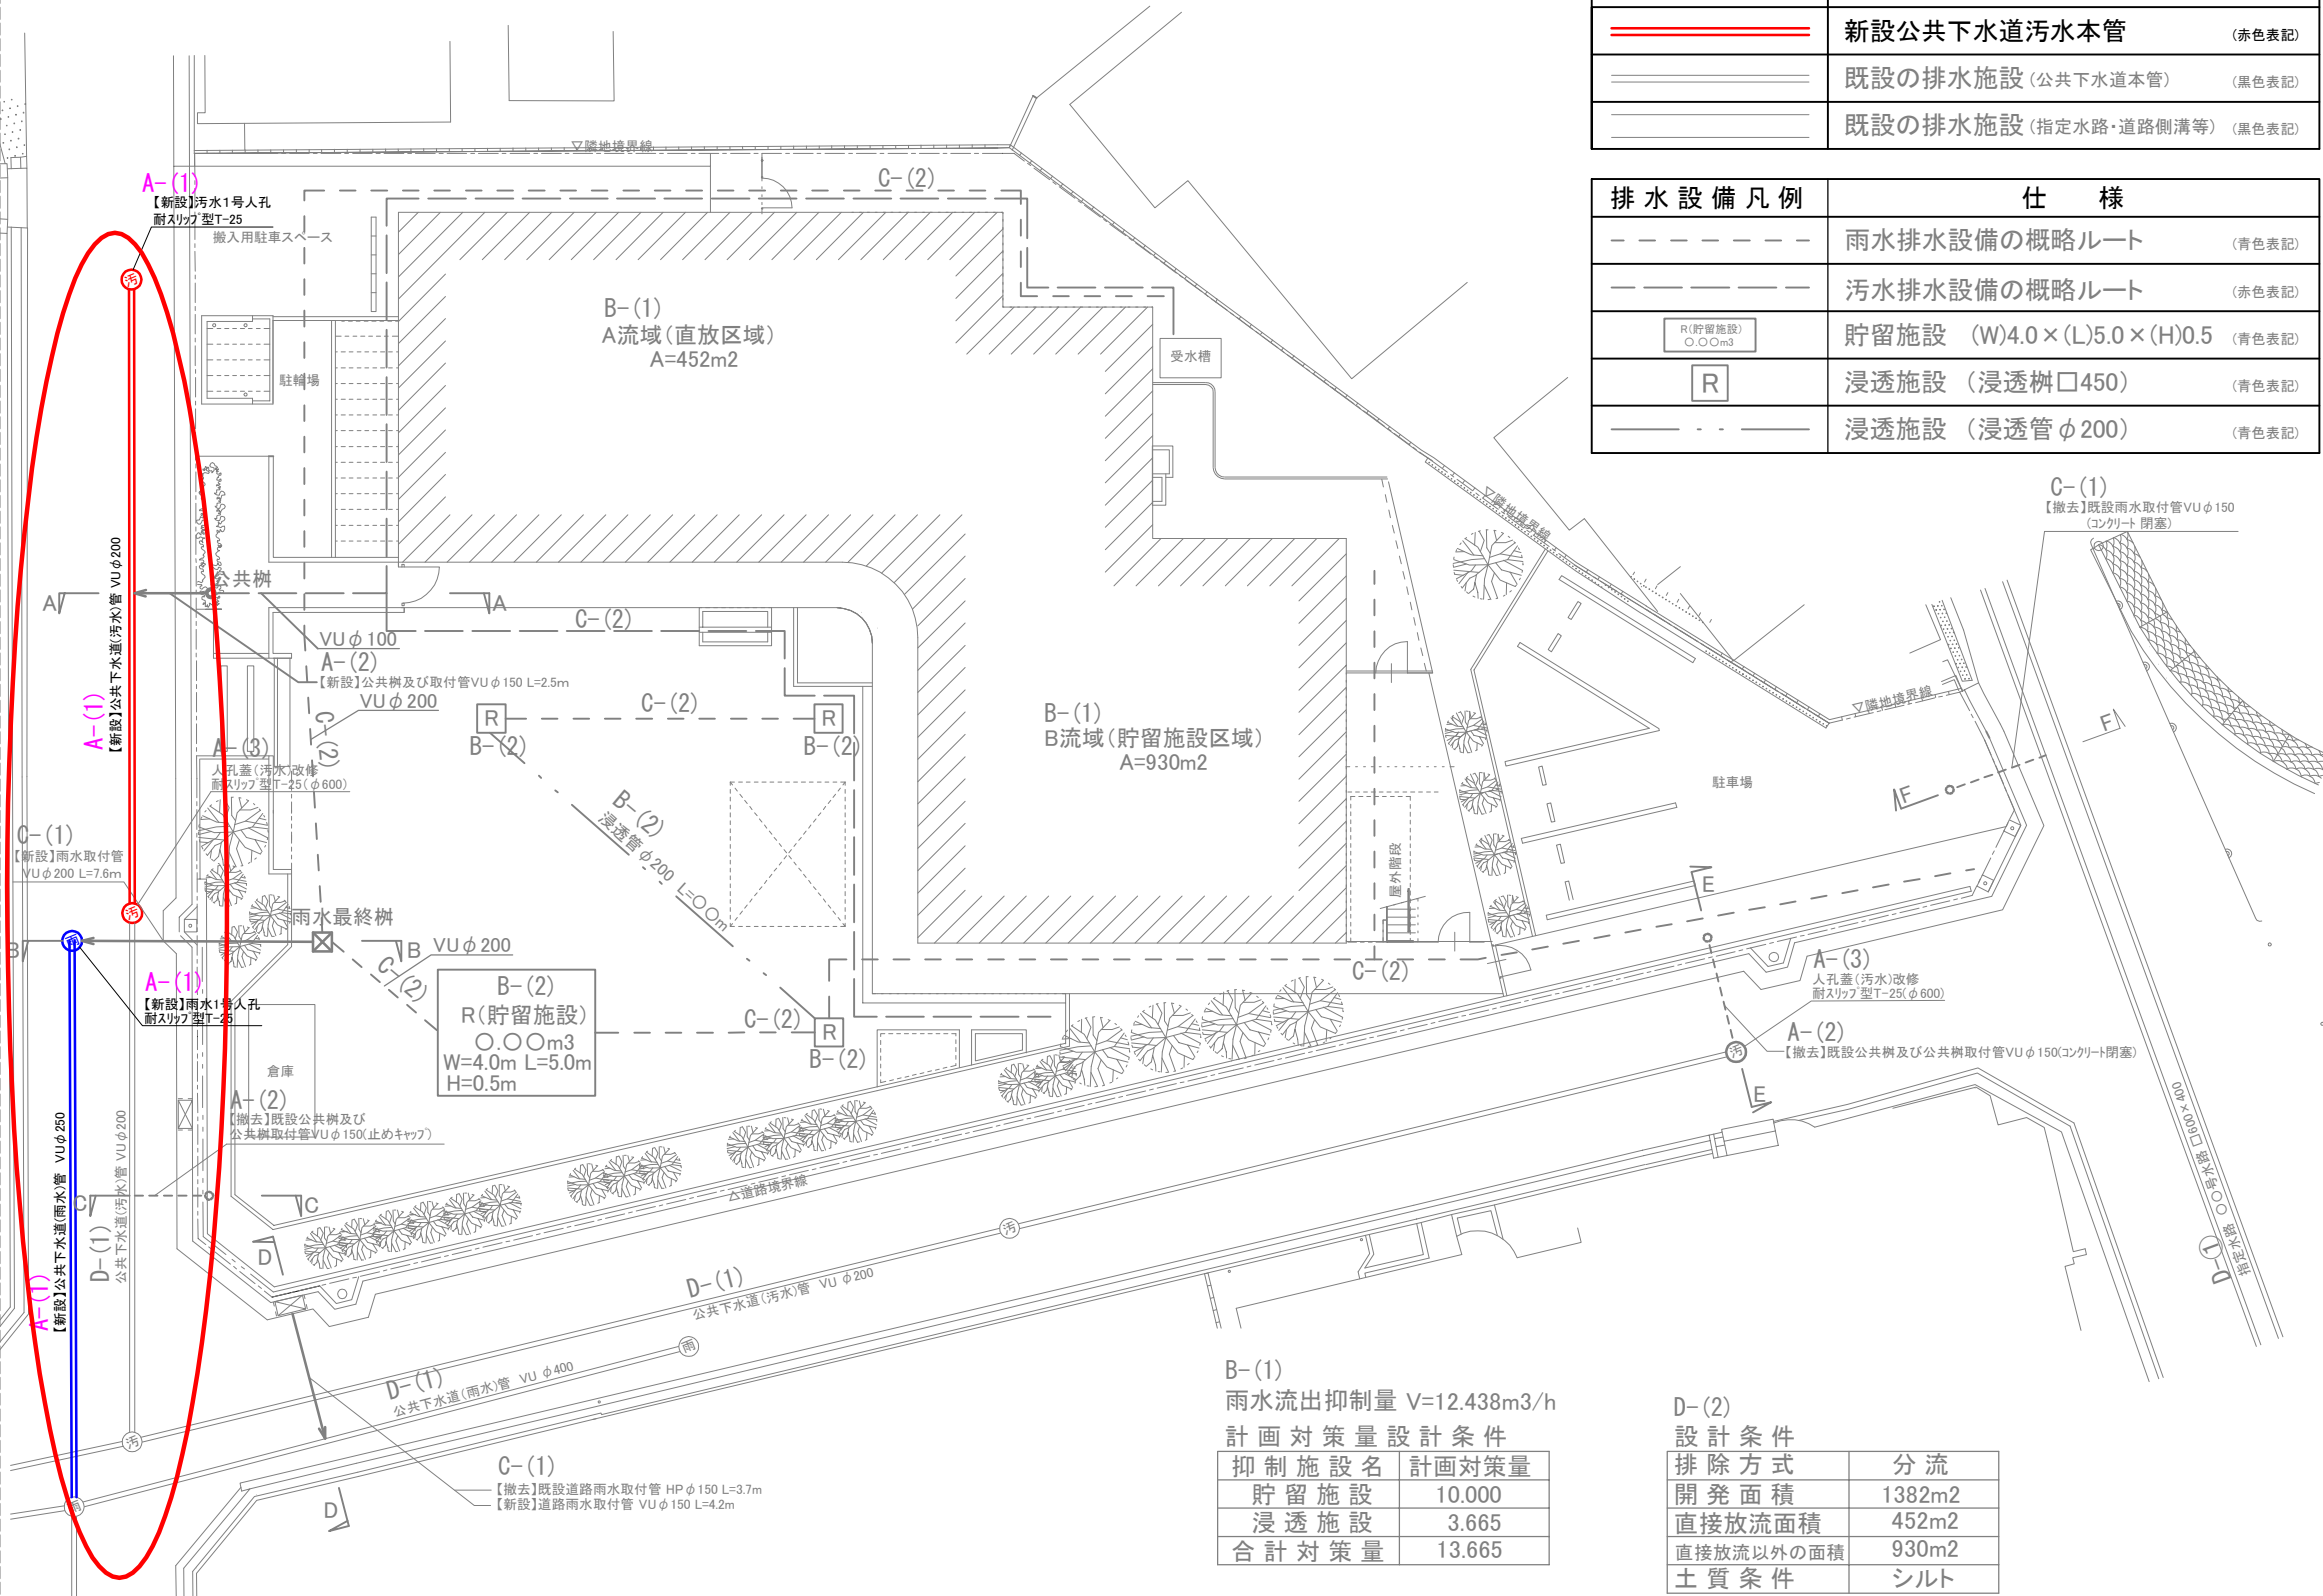 新設公共下水道汚水本管 (赤色表記)
既設の排水施設(公共下水道本管) (黒色表記)
既設の排水施設(指定水路・道路側溝等) (黒色表記)
排水設備凡例 仕 様
雨水排水設備の概略ルート (青色表記)
汚水排水設備の概略ルート (赤色表記)
R(貯留施設)
〇.〇〇m3
貯留施設 (W)4.0×(L)5.0×(H)0.5 (青色表記)
R 浸透施設 (浸透桝□450) (青色表記)
浸透施設 (浸透管φ200) (青色表記)
▽隣地境界線
C-(2)
A-(1)
【新設】汚水1号人孔
耐スリップ型T-25
搬入用駐車スペース
汚
駐輪場
B-(1)
A流域(直放区域)
A=452m2
受水槽
▽隣地境界線
C-(1)
【撤去】既設雨水取付管VUφ150
(コンクリート閉塞)
A-(1)
【新設】公共下水道(汚水)管 VUφ200
公共桝
A
A
VUφ100
A-(2)
【新設】公共桝及び取付管VUφ150 L=2.5m
VUφ200
C-(2)
C-(2)
R
B-(2)
C-(2)
R
B-(2)
B-(1)
B流域(貯留施設区域)
A=930m2
▽隣地境界線
F
F
駐車場
A-(3)
人孔蓋(汚水)改修
耐スリップ型T-25(φ600)
C-(1)
【新設】雨水取付管
VUφ200 L=7.6m
汚
B-(2)
浸透管φ200 L=〇〇m
屋外階段
E
雨水最終桝
雨
B
B
VUφ200
C-(2)
A-(1)
【新設】雨水1号人孔
耐スリップ型T-25
B-(2)
R(貯留施設)
〇.〇〇m3
W=4.0m L=5.0m
H=0.5m
C-(2)
R
B-(2)
C-(2)
A-(3)
人孔蓋(汚水)改修
耐スリップ型T-25(φ600)
A-(2)
【撤去】既設公共桝及び公共桝取付管VUφ150(コンクリート閉塞)
汚
E
倉庫
A-(2)
【撤去】既設公共桝及び
公共桝取付管VUφ150(止めキャップ)
C
C
A-(1)
【新設】公共下水道(雨水)管 VUφ250
D-(1)
公共下水道(汚水)管 VUφ200
△道路境界線
D
汚
D-(1)
公共下水道(汚水)管 VUφ200
雨
D-(1)
公共下水道(雨水)管 VUφ400
D-(1)
指定水路 〇〇号水路 □600×400
汚
雨
C-(1)
【撤去】既設道路雨水取付管 HPφ150 L=3.7m
【新設】道路雨水取付管 VUφ150 L=4.2m
D
B-(1)
雨水流出抑制量 V=12.438m3/h
計画対策量設計条件
抑制施設名 計画対策量
貯留施設 10.000
浸透施設 3.665
合計対策量 13.665
D-(2)
設計条件
排除方式 分流
開発面積 1382m2
直接放流面積 452m2
直接放流以外の面積 930m2
土質条件 シルト